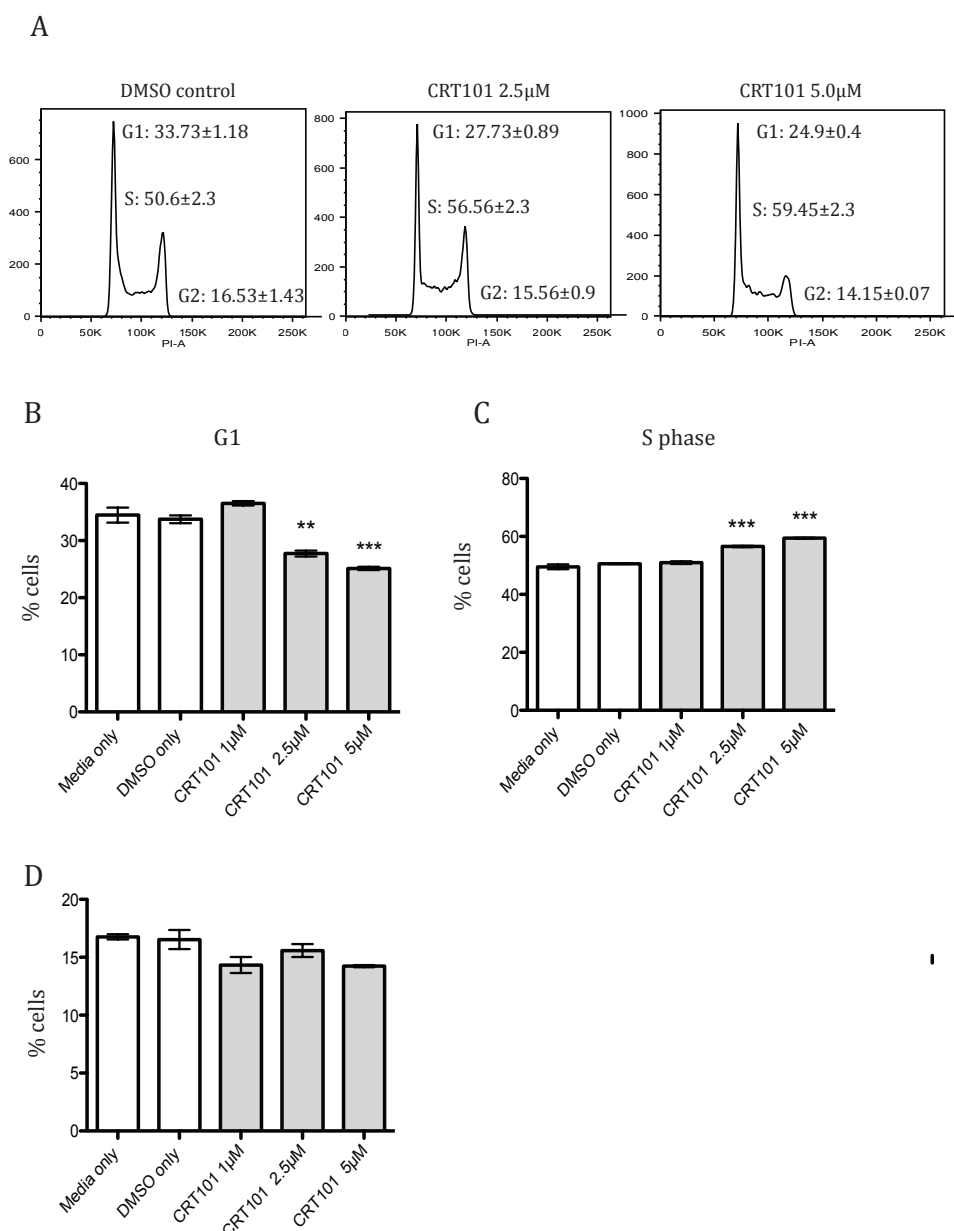 A
DMSO control
CRT101 2.5μM
CRT101 5.0μM
G1: 33.73±1.18
S: 50.6±2.3
G2: 16.53±1.43
600
400
200
0
0 50K 100K 150K 200K 250K
PI-A
G1: 27.73±0.89
S: 56.56±2.3
G2: 15.56±0.9
800
600
400
200
0
0 50K 100K 150K 200K 250K
PI-A
G1: 24.9±0.4
S: 59.45±2.3
G2: 14.15±0.07
1000
800
600
400
200
0
0 50K 100K 150K 200K 250K
PI-A
B
G1
% cells
40
30
20
10
0
**
***
Media only
DMSO only
CRT101 1μM
CRT101 2.5μM
CRT101 5μM
C
S phase
% cells
80
60
40
20
0
***
***
Media only
DMSO only
CRT101 1μM
CRT101 2.5μM
CRT101 5μM
D
% cells
20
15
10
5
0
Media only
DMSO only
CRT101 1μM
CRT101 2.5μM
CRT101 5μM